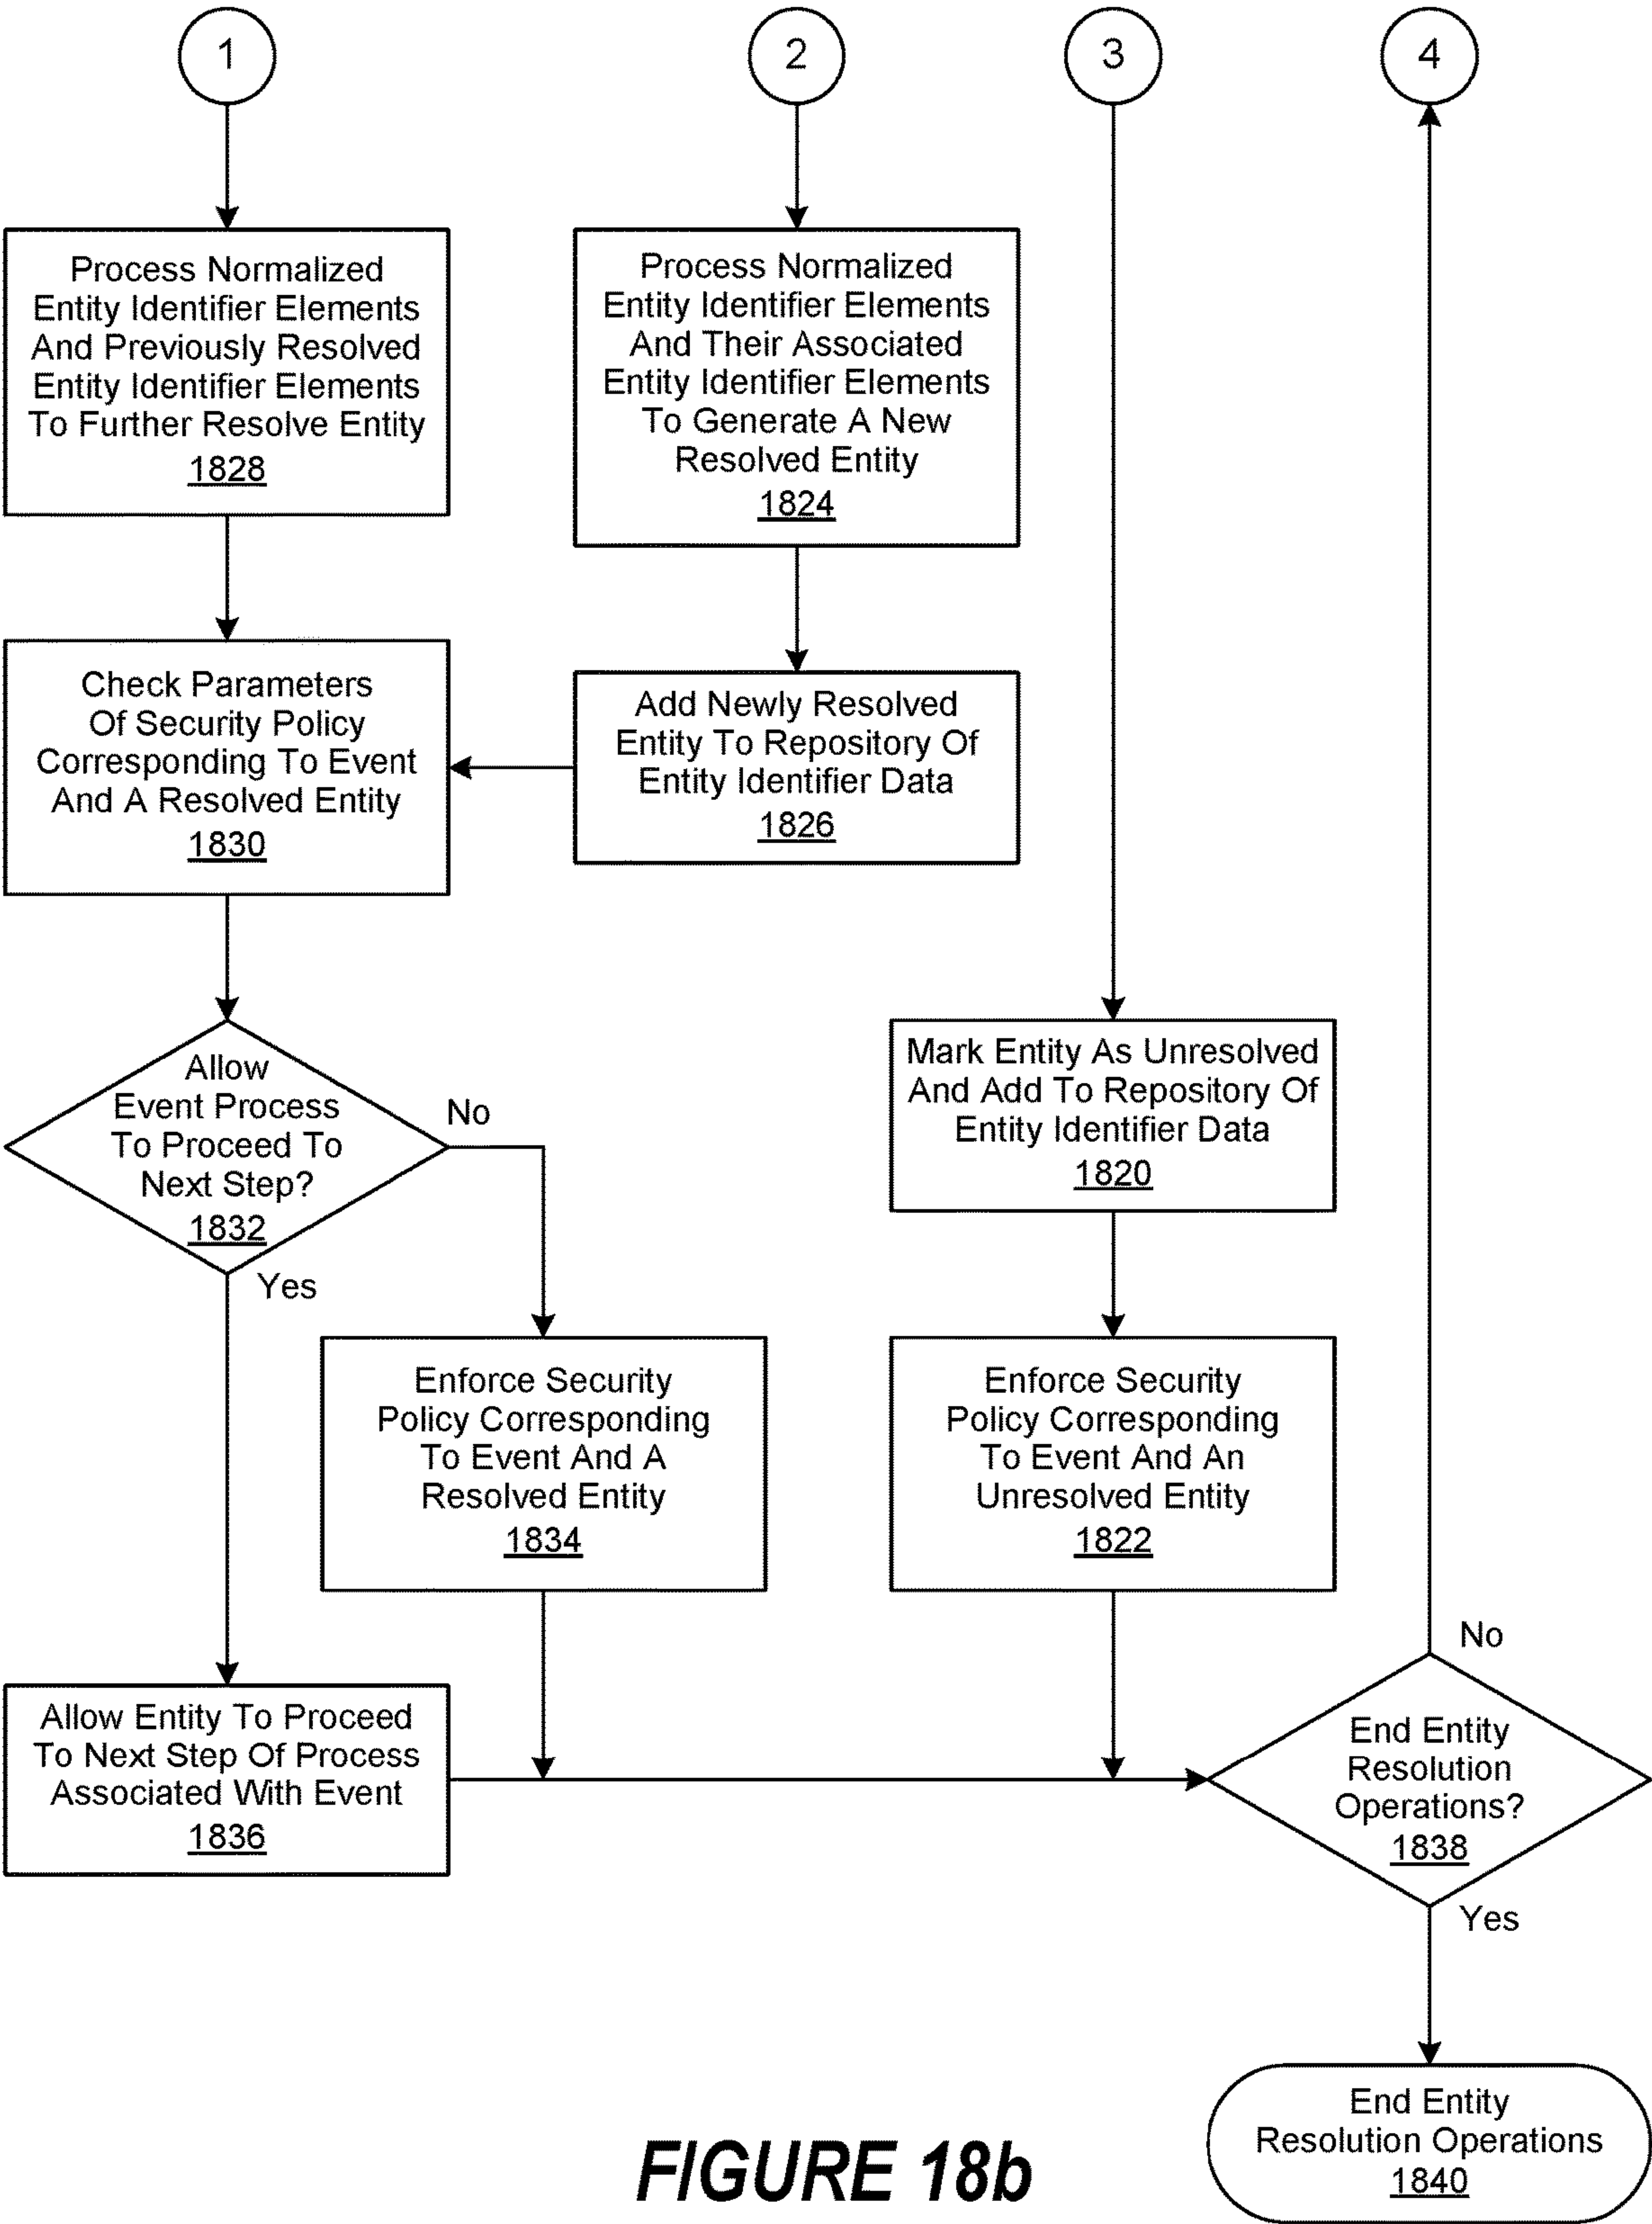 1
2
3
4
Process Normalized
Entity Identifier Elements
And Previously Resolved
Entity Identifier Elements
To Further Resolve Entity
1828
Process Normalized
Entity Identifier Elements
And Their Associated
Entity Identifier Elements
To Generate A New
Resolved Entity
1824
Check Parameters
Of Security Policy
Corresponding To Event
And A Resolved Entity
1830
Add Newly Resolved
Entity To Repository Of
Entity Identifier Data
1826
Allow
Event Process
To Proceed To
Next Step?
1832
No
Yes
Mark Entity As Unresolved
And Add To Repository Of
Entity Identifier Data
1820
Enforce Security
Policy Corresponding
To Event And A
Resolved Entity
1834
Enforce Security
Policy Corresponding
To Event And An
Unresolved Entity
1822
Allow Entity To Proceed
To Next Step Of Process
Associated With Event
1836
No
End Entity
Resolution
Operations?
1838
Yes
End Entity
Resolution Operations
1840
FIGURE 18b